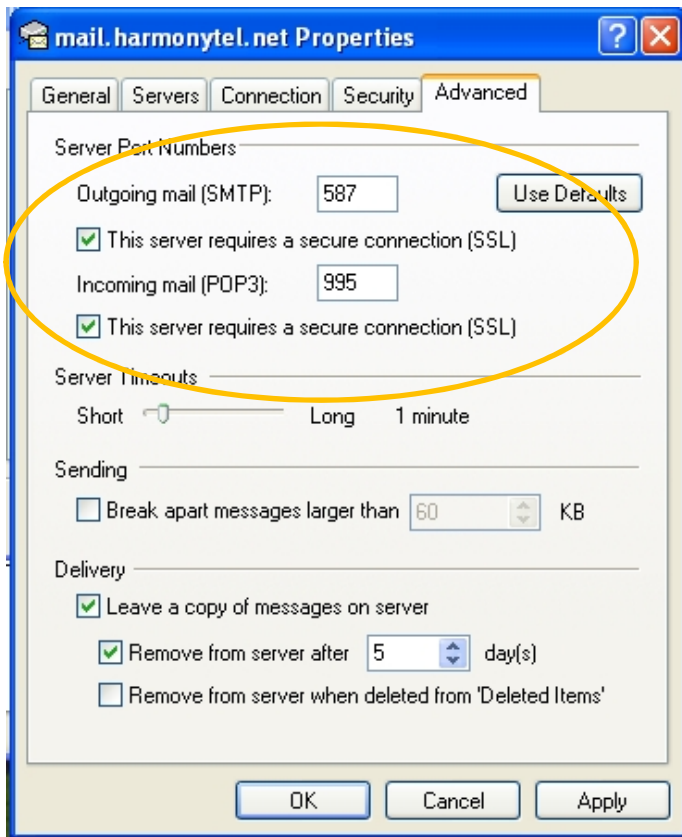 mail.harmonytel.net Properties ?
General Servers Connection Security Advanced
Server Port Numbers
Outgoing mail (SMTP): 587 Use Defaults
This server requires a secure connection (SSL)
Incoming mail (POP3): 995
This server requires a secure connection (SSL)
Server Timeouts
Short Long 1 minute
Sending
Break apart messages larger than 60 KB
Delivery
Leave a copy of messages on server
Remove from server after 5 day(s)
Remove from server when deleted from 'Deleted Items'
OK Cancel Apply